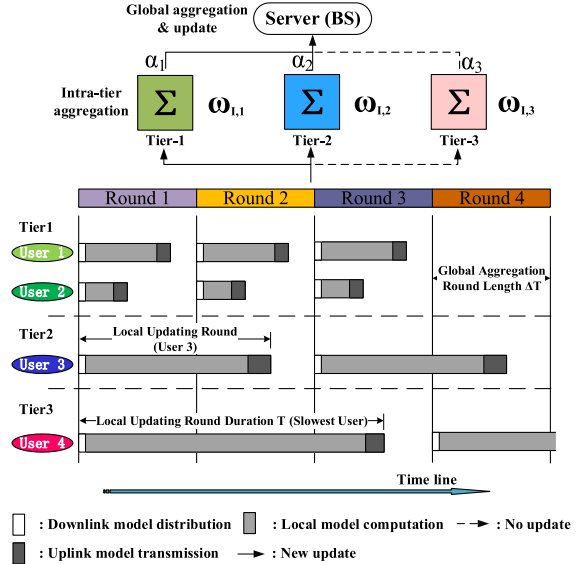 Global aggregation
& update
Server (BS)
α1 α2 α3
Intra-tier
aggregation
Σ ωI,1 Σ ωI,2 Σ ωI,3
Tier-1 Tier-2 Tier-3
Round 1 Round 2 Round 3 Round 4
Tier1
User 1
User 2
Global Aggregation
Round Length ΔT
Tier2
Local Updating Round
(User 3)
User 3
Tier3
Local Updating Round Duration T (Slowest User)
User 4
Time line
: Downlink model distribution : Local model computation : No update
: Uplink model transmission : New update